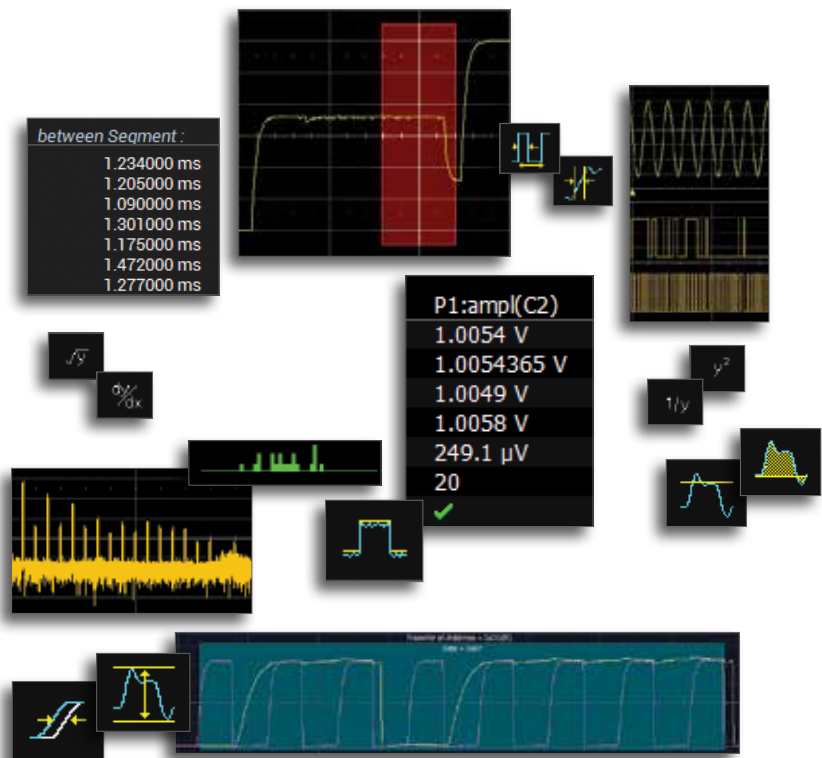 between Segment :
1.234000 ms
1.205000 ms
1.090000 ms
1.301000 ms
1.175000 ms
1.472000 ms
1.277000 ms
P1:ampl(C2)
1.0054 V
1.0054365 V
1.0049 V
1.0058 V
249.1 µV
20
√y
dy/dx
y²
1/y